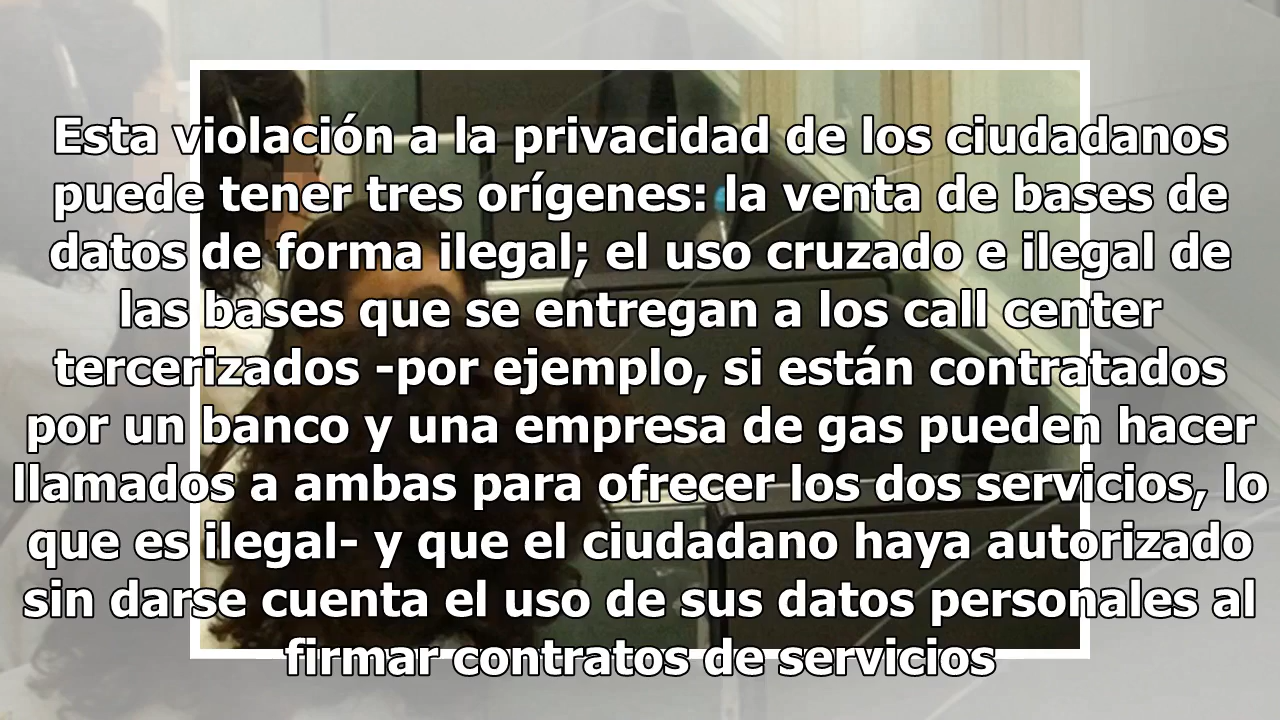 Esta violación a la privacidad de los ciudadanos
puede tener tres orígenes: la venta de bases de
datos de forma ilegal; el uso cruzado e ilegal de
las bases que se entregan a los call center
tercerizados -por ejemplo, si están contratados
por un banco y una empresa de gas pueden hacer
llamados a ambas para ofrecer los dos servicios, lo
que es ilegal- y que el ciudadano haya autorizado
sin darse cuenta el uso de sus datos personales al
firmar contratos de servicios